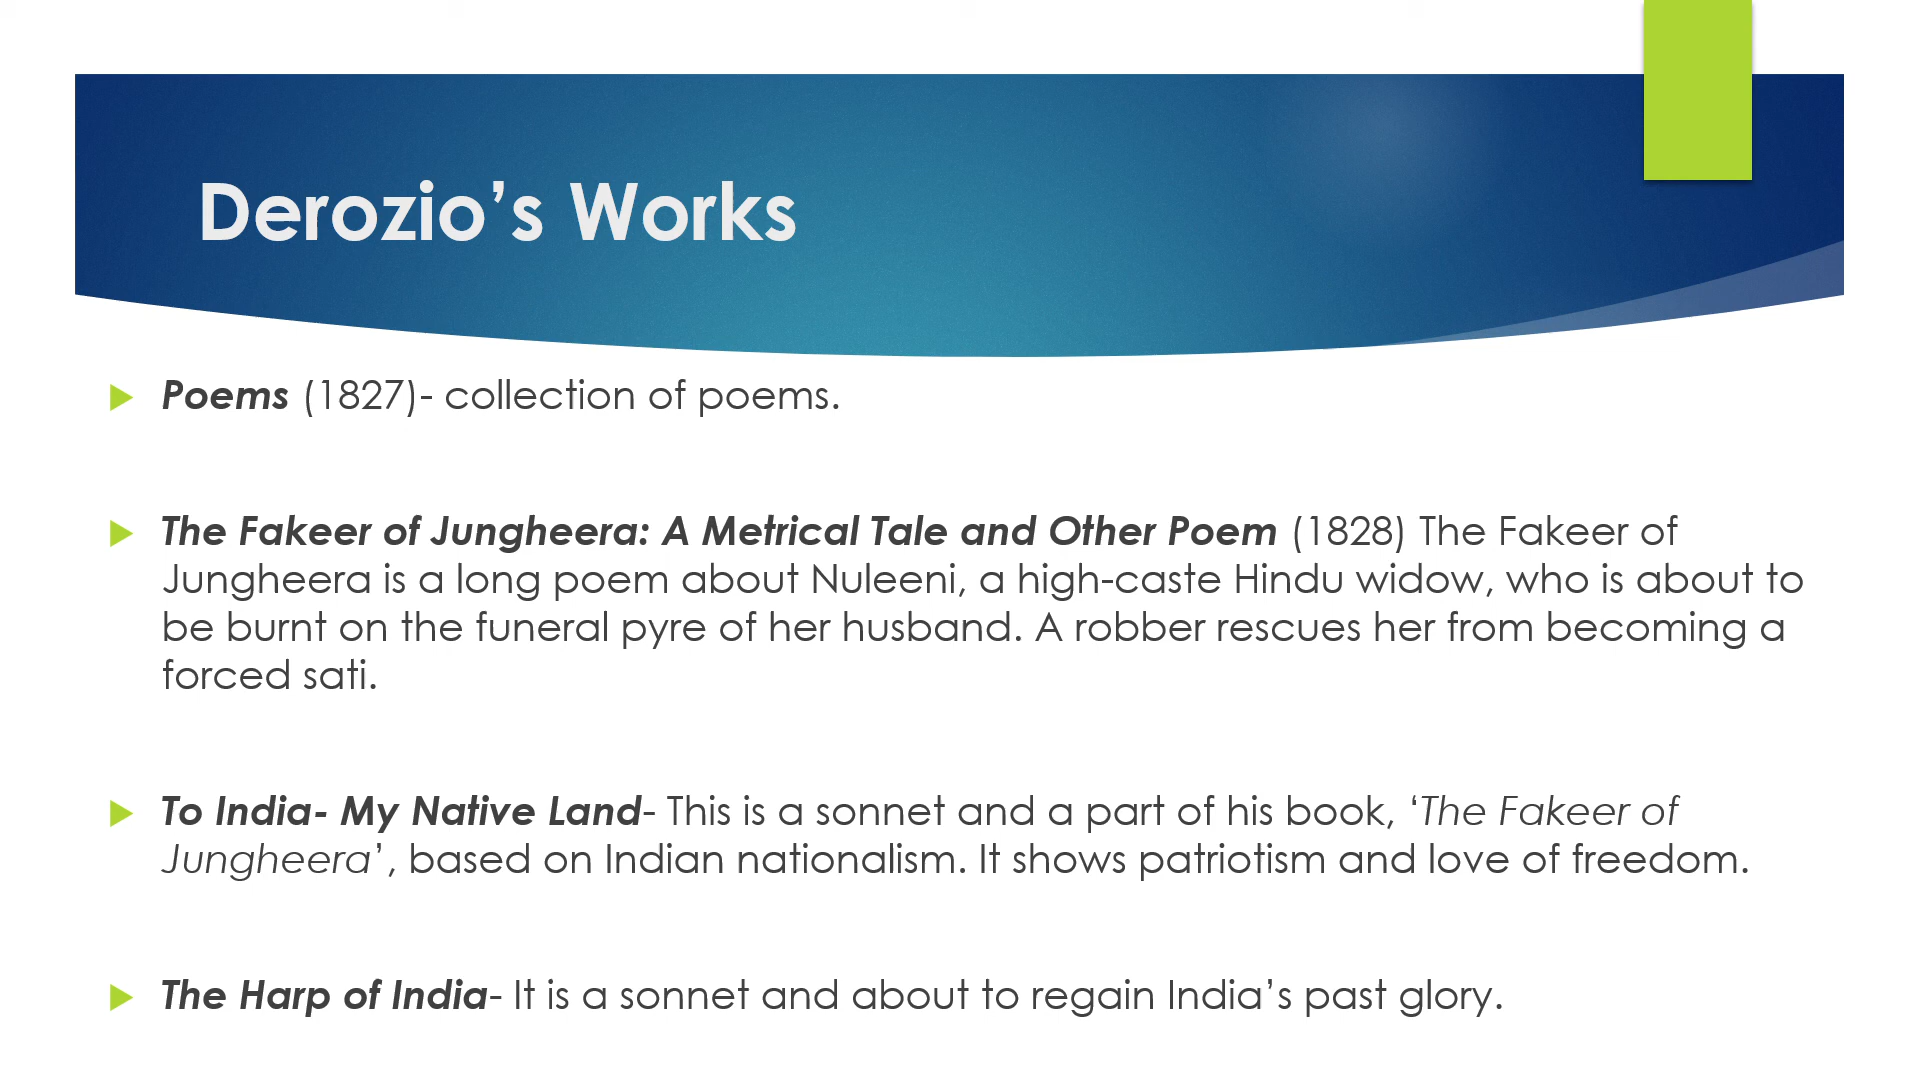 Derozio’s Works
Poems (1827)- collection of poems.
The Fakeer of Jungheera: A Metrical Tale and Other Poem (1828) The Fakeer of
Jungheera is a long poem about Nuleeni, a high-caste Hindu widow, who is about to
be burnt on the funeral pyre of her husband. A robber rescues her from becoming a
forced sati.
To India- My Native Land- This is a sonnet and a part of his book, ‘The Fakeer of
Jungheera’, based on Indian nationalism. It shows patriotism and love of freedom.
The Harp of India- It is a sonnet and about to regain India’s past glory.